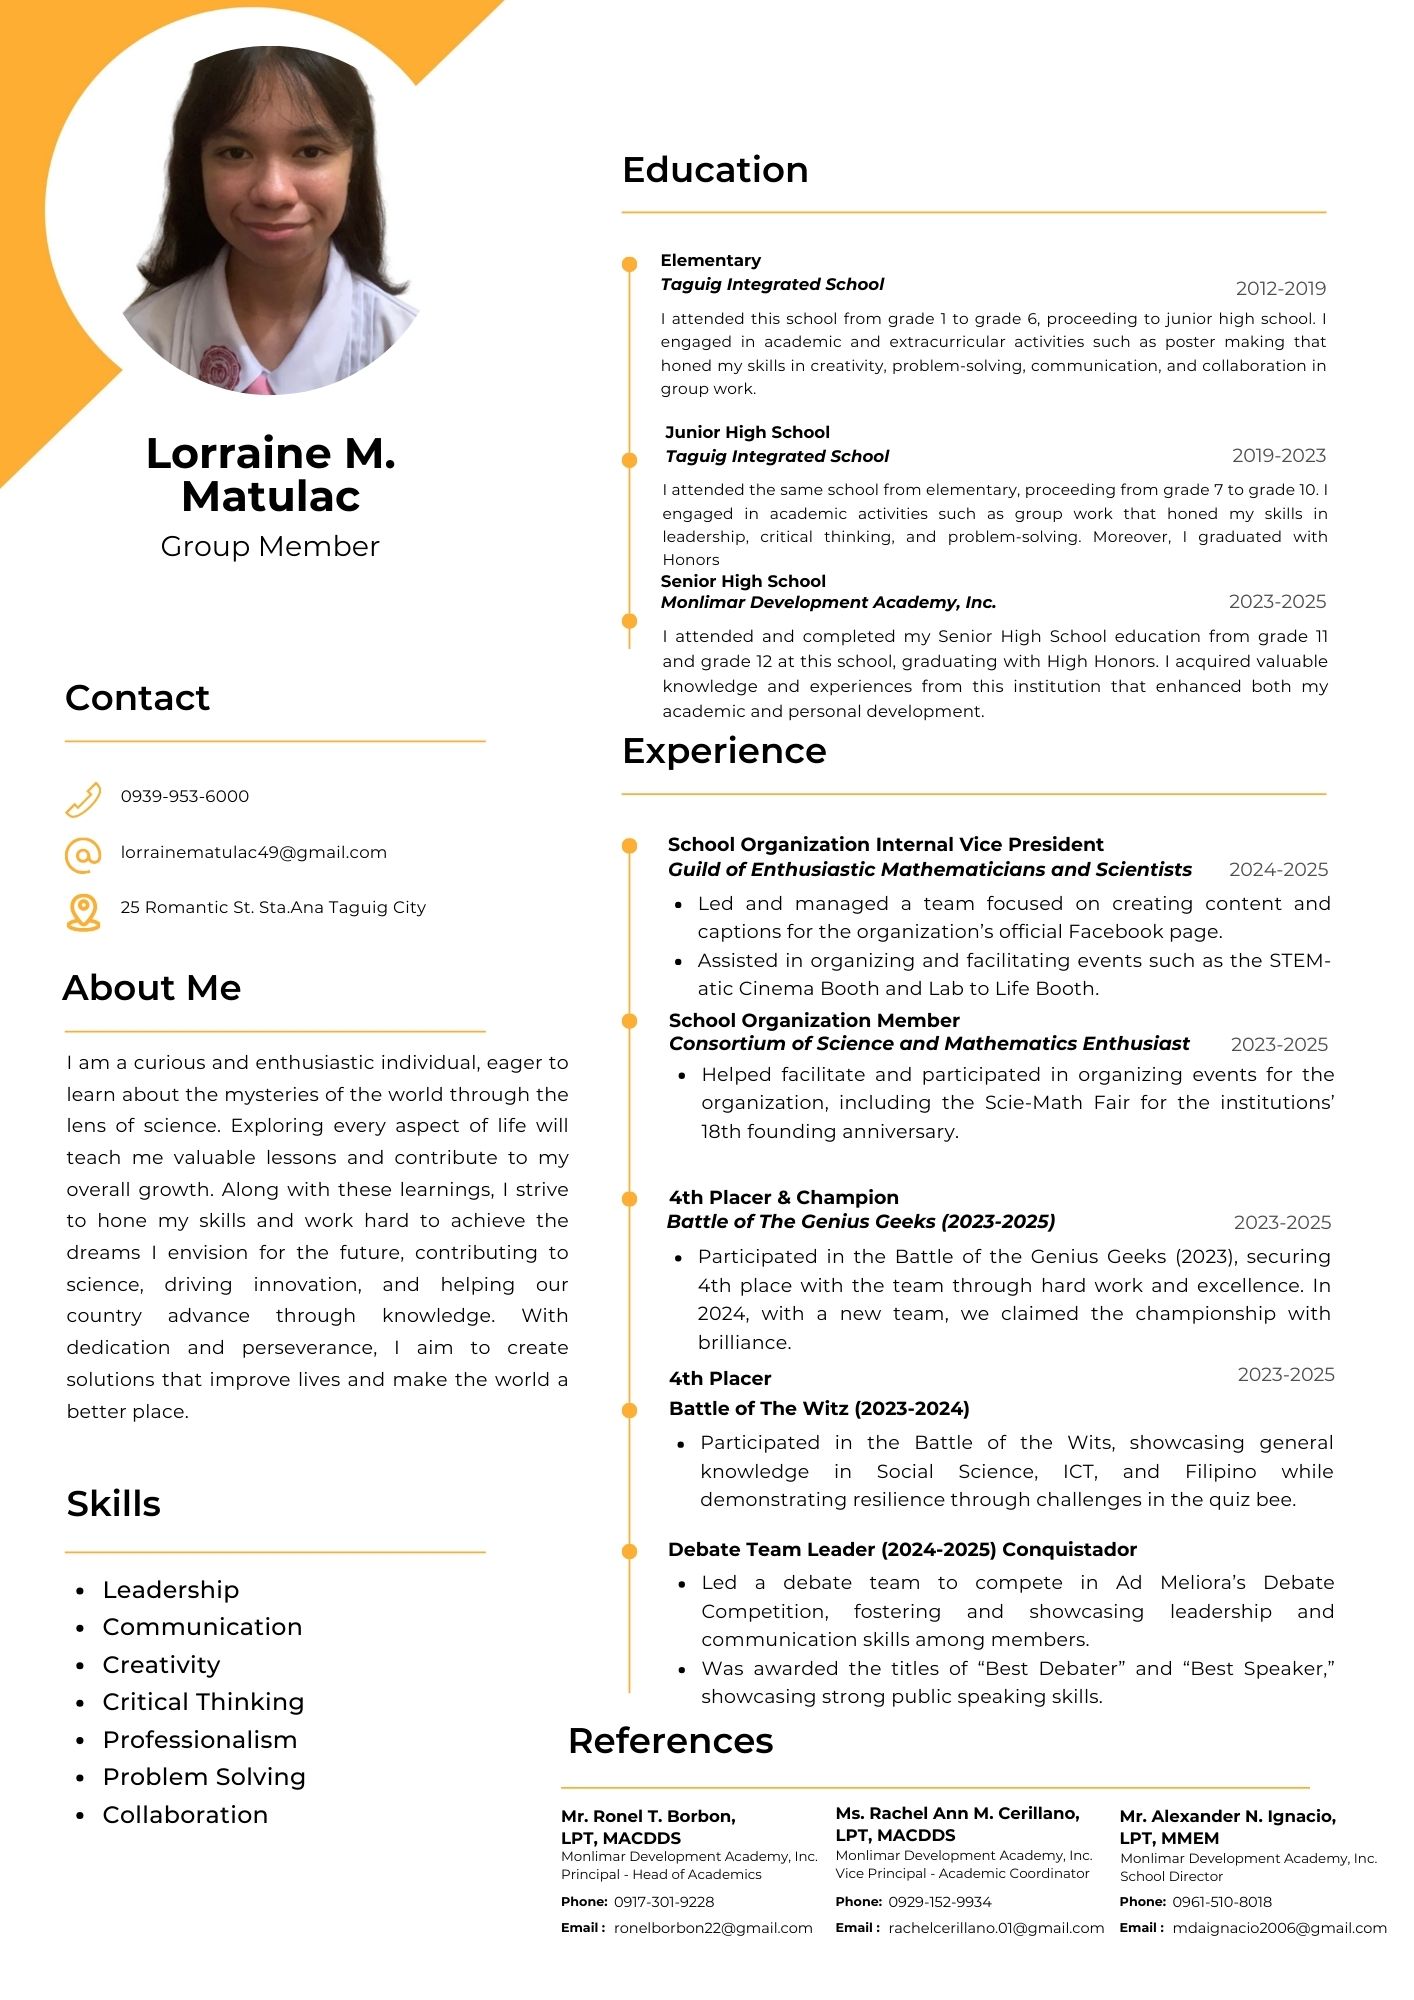 Lorraine M.
Matulac
Group Member
Contact
0939-953-6000
lorrainematulac49@gmail.com
25 Romantic St. Sta.Ana Taguig City
About Me
I am a curious and enthusiastic individual, eager to
learn about the mysteries of the world through the
lens of science. Exploring every aspect of life will
teach me valuable lessons and contribute to my
overall growth. Along with these learnings, I strive
to hone my skills and work hard to achieve the
dreams I envision for the future, contributing to
science, driving innovation, and helping our
country advance through knowledge. With
dedication and perseverance, I aim to create
solutions that improve lives and make the world a
better place.
Skills
• Leadership
• Communication
• Creativity
• Critical Thinking
• Professionalism
• Problem Solving
• Collaboration
Education
Elementary
Taguig Integrated School 2012-2019
I attended this school from grade 1 to grade 6, proceeding to junior high school. I
engaged in academic and extracurricular activities such as poster making that
honed my skills in creativity, problem-solving, communication, and collaboration in
group work.
Junior High School
Taguig Integrated School 2019-2023
I attended the same school from elementary, proceeding from grade 7 to grade 10. I
engaged in academic activities such as group work that honed my skills in
leadership, critical thinking, and problem-solving. Moreover, I graduated with
Honors
Senior High School
Monlimar Development Academy, Inc. 2023-2025
I attended and completed my Senior High School education from grade 11
and grade 12 at this school, graduating with High Honors. I acquired valuable
knowledge and experiences from this institution that enhanced both my
academic and personal development.
Experience
School Organization Internal Vice President
Guild of Enthusiastic Mathematicians and Scientists 2024-2025
• Led and managed a team focused on creating content and
captions for the organization’s official Facebook page.
• Assisted in organizing and facilitating events such as the STEM-
atic Cinema Booth and Lab to Life Booth.
School Organization Member
Consortium of Science and Mathematics Enthusiast 2023-2025
• Helped facilitate and participated in organizing events for the
organization, including the Scie-Math Fair for the institutions’
18th founding anniversary.
4th Placer & Champion
Battle of The Genius Geeks (2023-2025) 2023-2025
• Participated in the Battle of the Genius Geeks (2023), securing
4th place with the team through hard work and excellence. In
2024, with a new team, we claimed the championship with
brilliance.
4th Placer 2023-2025
Battle of The Witz (2023-2024)
• Participated in the Battle of the Wits, showcasing general
knowledge in Social Science, ICT, and Filipino while
demonstrating resilience through challenges in the quiz bee.
Debate Team Leader (2024-2025) Conquistador
• Led a debate team to compete in Ad Meliora’s Debate
Competition, fostering and showcasing leadership and
communication skills among members.
• Was awarded the titles of “Best Debater” and “Best Speaker,”
showcasing strong public speaking skills.
References
Mr. Ronel T. Borbon,
LPT, MACDDS
Monlimar Development Academy, Inc.
Principal - Head of Academics
Phone: 0917-301-9228
Email : ronelborbon22@gmail.com
Ms. Rachel Ann M. Cerillano,
LPT, MACDDS
Monlimar Development Academy, Inc.
Vice Principal - Academic Coordinator
Phone: 0929-152-9934
Email : rachelcerillano.01@gmail.com
Mr. Alexander N. Ignacio,
LPT, MMEM
Monlimar Development Academy, Inc.
School Director
Phone: 0961-510-8018
Email : mdaignacio2006@gmail.com